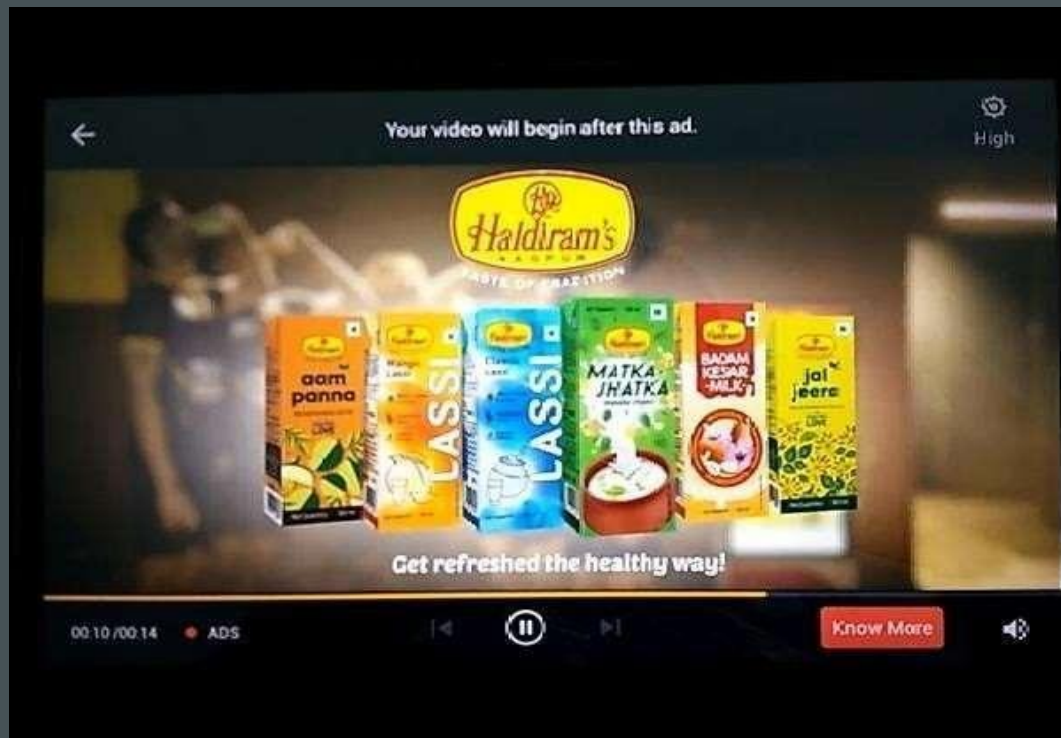 Your video will begin after this ad.
High
Haldiram's
NAGPUR
TASTE OF TRADITION
aam
panna
LASSI
LASSI
MATKA
JHATKA
BADAM
KESAR
-MILK
jal
jeera
Get refreshed the healthy way!
00:10/00:14
ADS
Know More